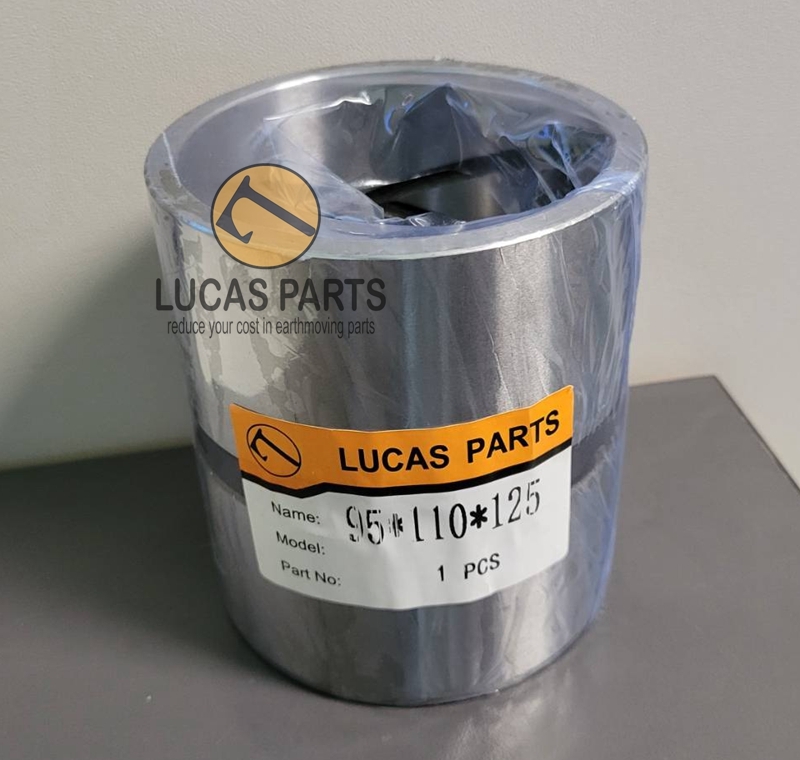 LUCAS PARTS
reduce your cost in earthmoving parts
LUCAS PARTS
Name: 95*110*125
Model:
Part No: 1 PCS